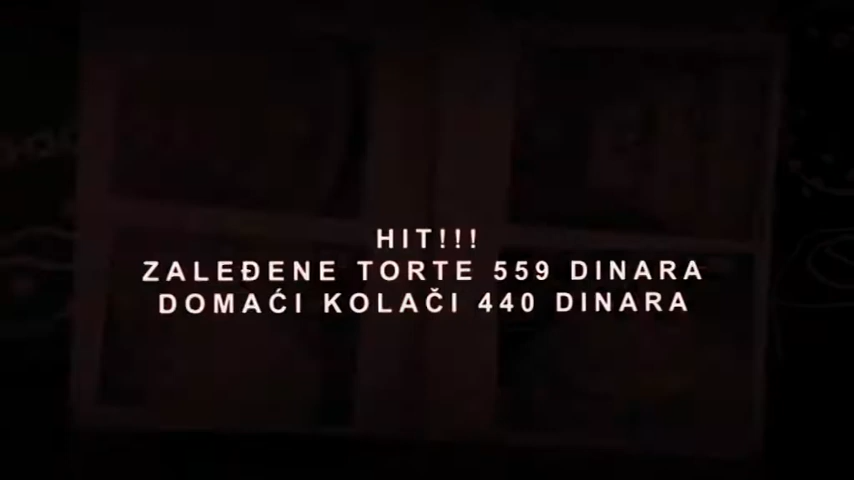 HIT!!!
ZALEĐENE TORTE 559 DINARA
DOMAĆI KOLAČI 440 DINARA